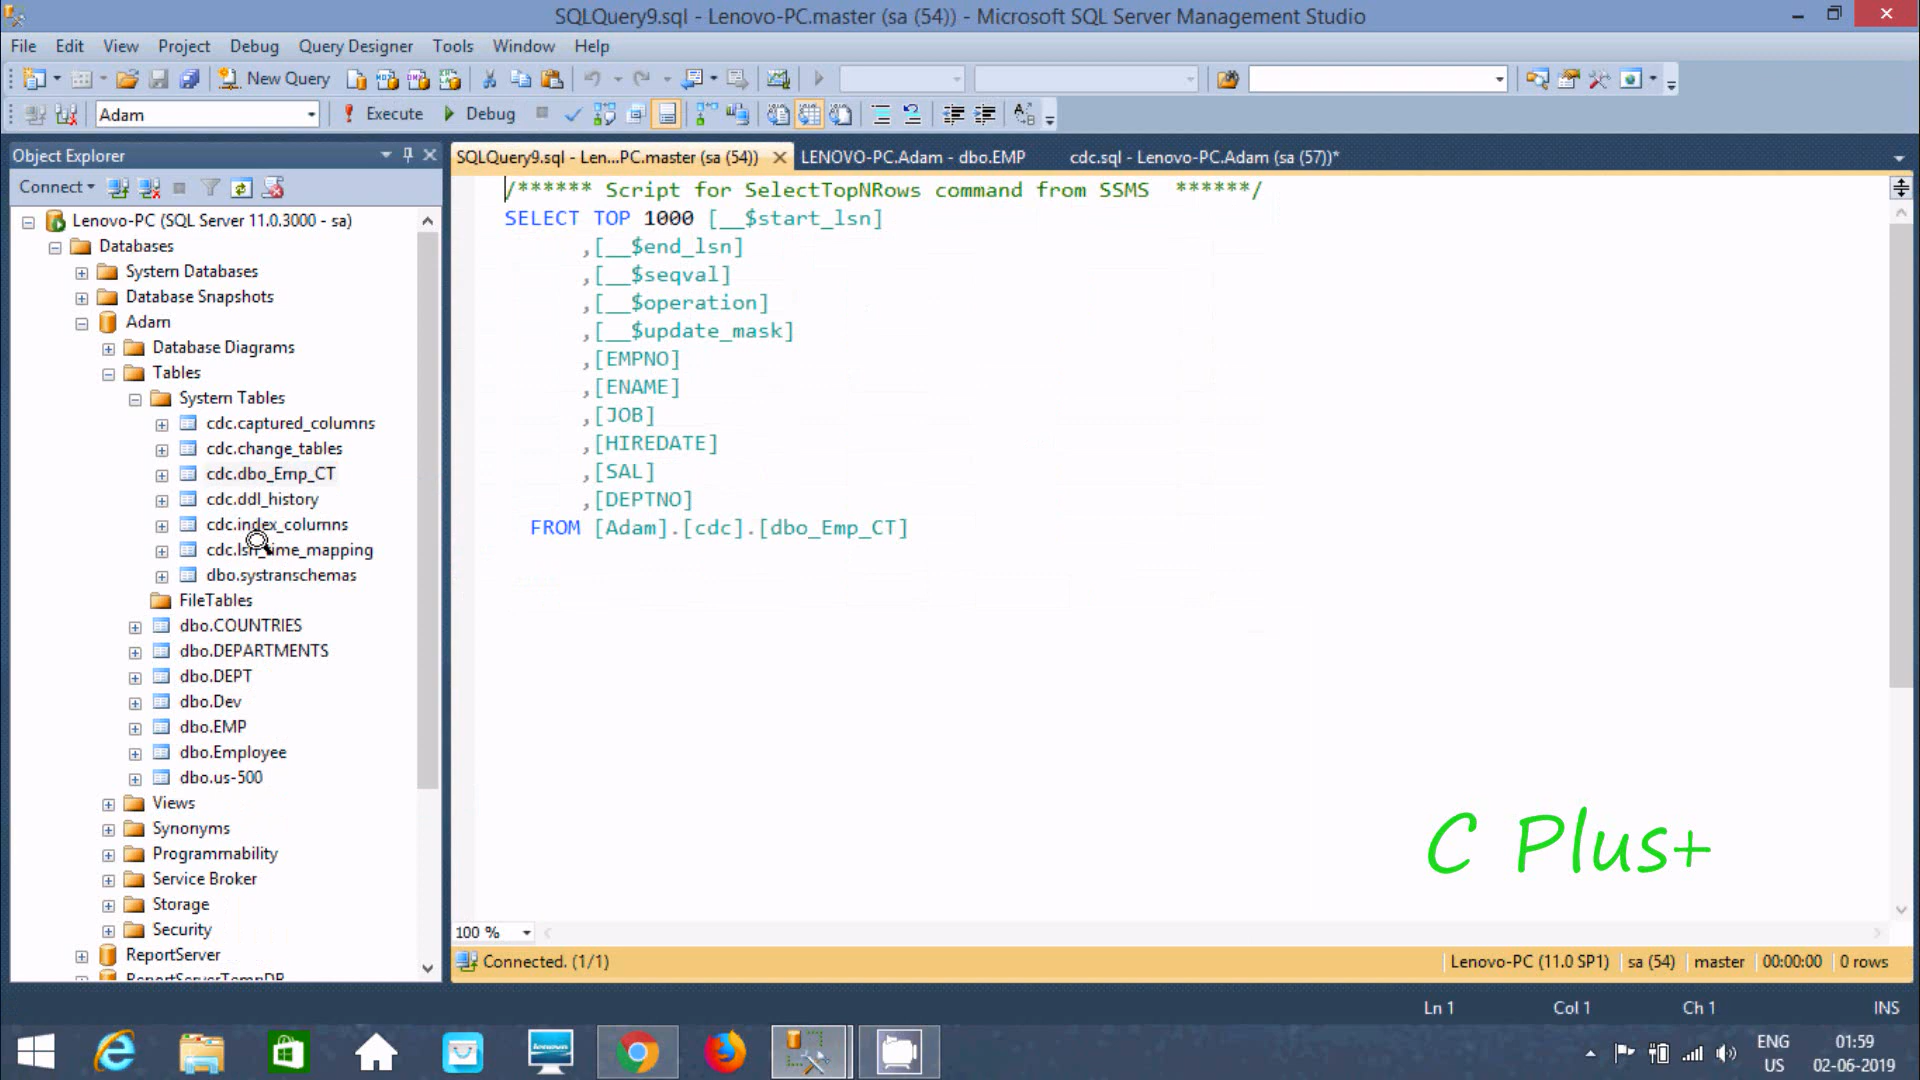 SQLQuery9.sql - Lenovo-PC.master (sa (54)) - Microsoft SQL Server Management Studio
File Edit View Project Debug Query Designer Tools Window Help
New Query
Adam Execute Debug
Object Explorer
SQLQuery9.sql - Len...PC.master (sa (54)) LENOVO-PC.Adam - dbo.EMP cdc.sql - Lenovo-PC.Adam (sa (57))*
Connect
Lenovo-PC (SQL Server 11.0.3000 - sa)
Databases
System Databases
Database Snapshots
Adam
Database Diagrams
Tables
System Tables
cdc.captured_columns
cdc.change_tables
cdc.dbo_Emp_CT
cdc.ddl_history
cdc.index_columns
cdc.lsn_time_mapping
dbo.systranschemas
FileTables
dbo.COUNTRIES
dbo.DEPARTMENTS
dbo.DEPT
dbo.Dev
dbo.EMP
dbo.Employee
dbo.us-500
Views
Synonyms
Programmability
Service Broker
Storage
Security
ReportServer
ReportServerTempDB
/****** Script for SelectTopNRows command from SSMS ******/
SELECT TOP 1000 [__$start_lsn]
,[__$end_lsn]
,[__$seqval]
,[__$operation]
,[__$update_mask]
,[EMPNO]
,[ENAME]
,[JOB]
,[HIREDATE]
,[SAL]
,[DEPTNO]
FROM [Adam].[cdc].[dbo_Emp_CT]
C Plus+
100 %
Connected. (1/1) Lenovo-PC (11.0 SP1) sa (54) master 00:00:00 0 rows
Ln 1 Col 1 Ch 1 INS
ENG 01:59
US 02-06-2019